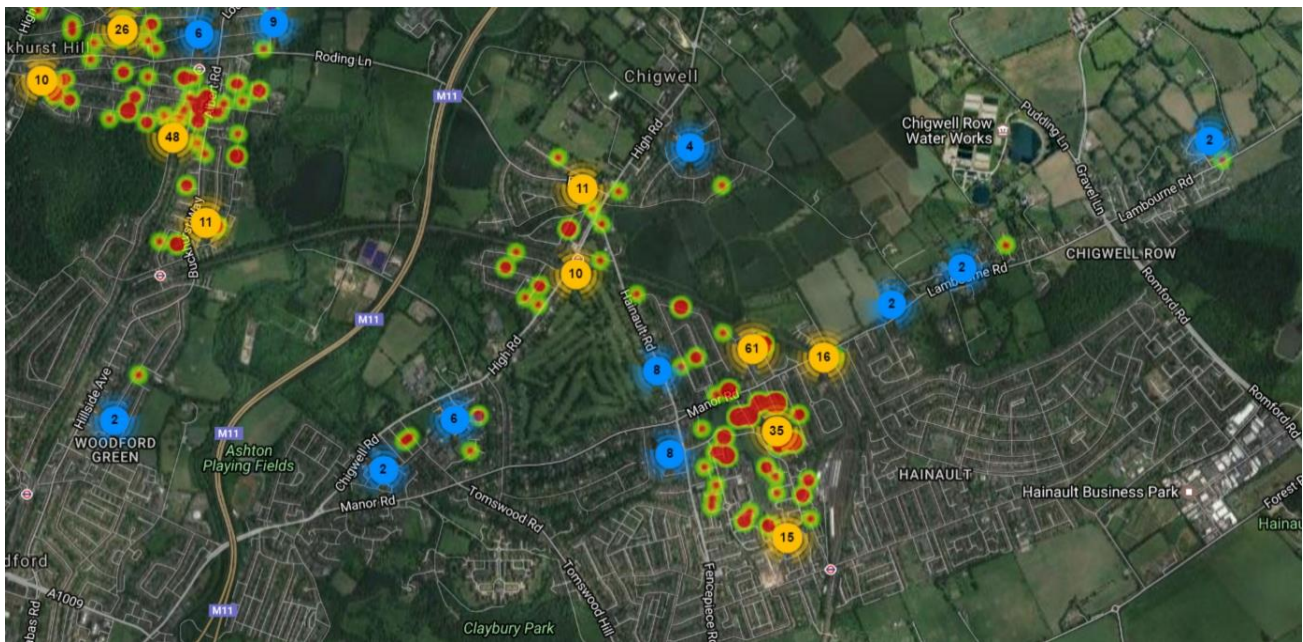 26
6
9
khurst Hill
Roding Ln
10
M11
Chigwell
High Rd
Chigwell Row
Water Works
Pudding Ln
48
4
2
11
Gravel Ln
Lambourne Rd
11
CHIGWELL ROW
10
2
Lambourne Rd
2
M11
Hainault Rd
Romford Rd
High Rd
61
16
8
Hillside Ave
Manor Rd
2
6
35
WOODFORD
GREEN
M11
Ashton
Playing Fields
Chigwell Rd
2
8
HAINAULT
Romford Rd
Manor Rd
Tomswood Rd
Hainault Business Park
Forest R
15
Haina
dford
A1009
M11
Claybury Park
Tomswood Hill
Fencepiece Rd
bas Rd